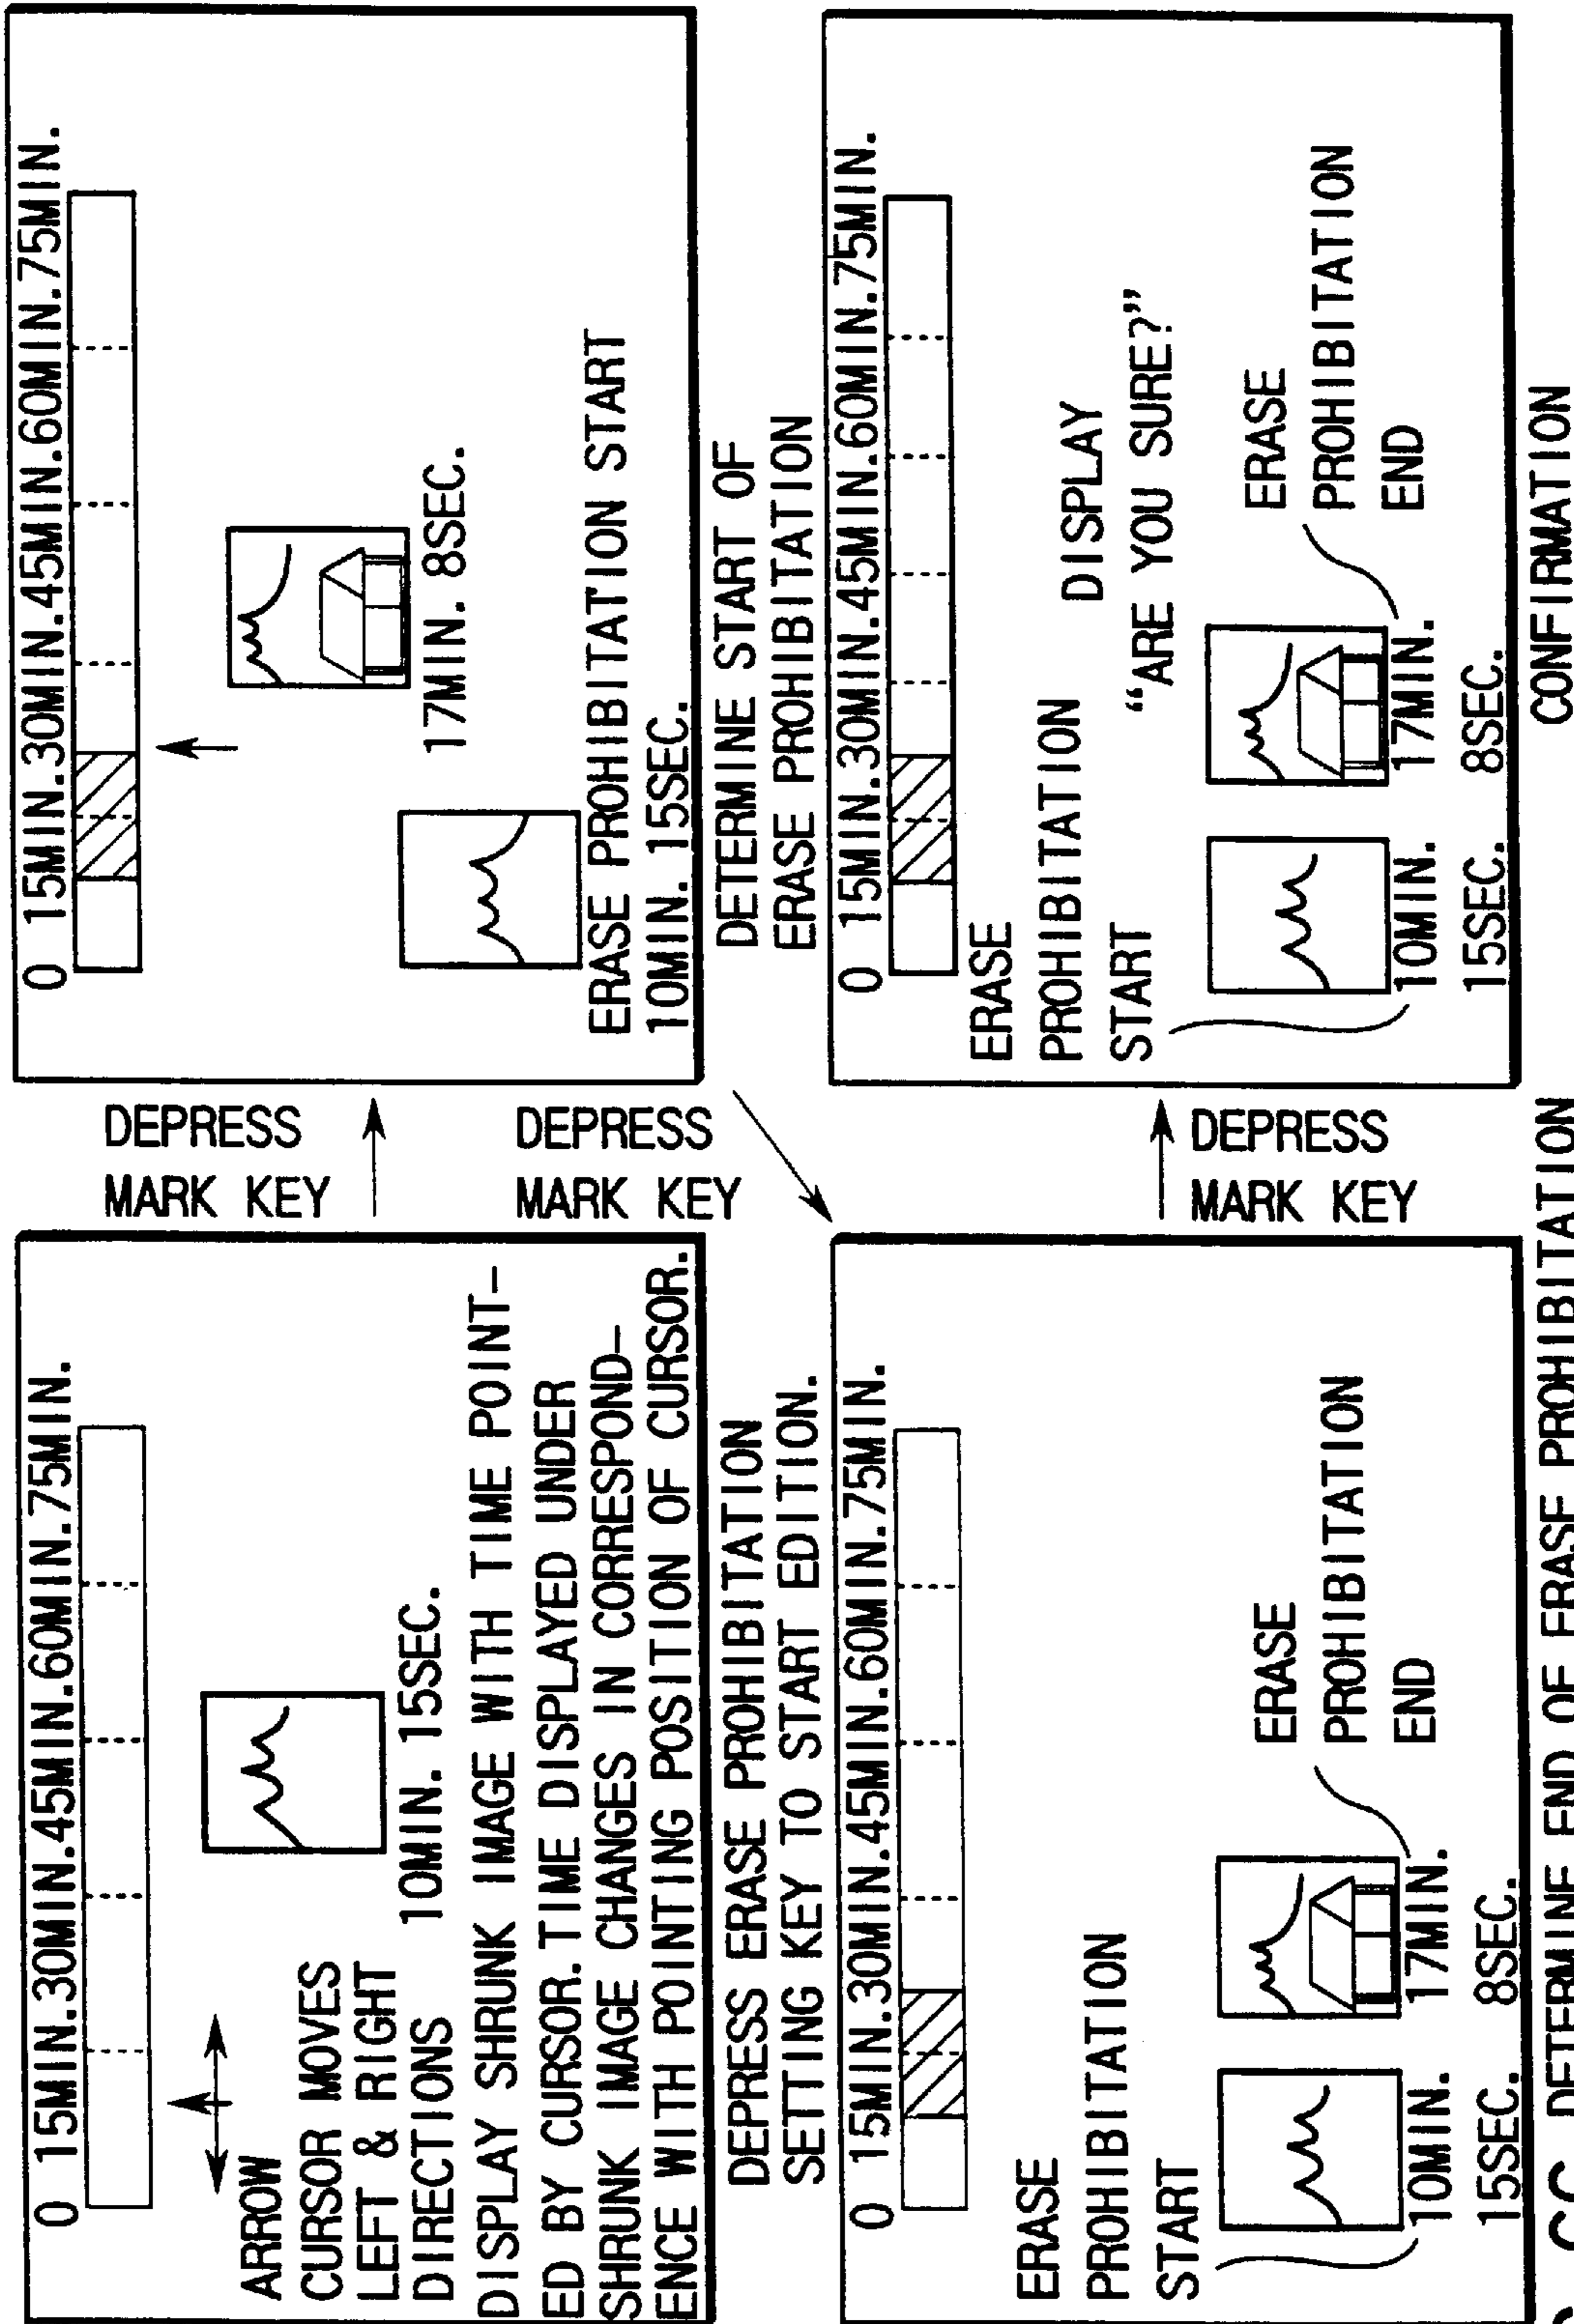 0 15MIN.30MIN.45MIN.60MIN.75MIN.
ARROW
CURSOR MOVES
LEFT & RIGHT
DIRECTIONS
10MIN. 15SEC.
DISPLAY SHRUNK IMAGE WITH TIME POINT-
ED BY CURSOR. TIME DISPLAYED UNDER
SHRUNK IMAGE CHANGES IN CORRESPOND-
ENCE WITH POINTING POSITION OF CURSOR.
DEPRESS ERASE PROHIBITATION
SETTING KEY TO START EDITION.
DEPRESS
MARK KEY
0 15MIN.30MIN.45MIN.60MIN.75MIN.
17MIN. 8SEC.
ERASE PROHIBITATION START
10MIN. 15SEC.
DETERMINE START OF
ERASE PROHIBITATION
DEPRESS
MARK KEY
0 15MIN.30MIN.45MIN.60MIN.75MIN.
ERASE
PROHIBITATION
START
ERASE
PROHIBITATION
END
10MIN.
15SEC.
17MIN.
8SEC.
DETERMINE END OF ERASE PROHIBITATION
DEPRESS
MARK KEY
0 15MIN.30MIN.45MIN.60MIN.75MIN.
ERASE
PROHIBITATION
START
DISPLAY
“ARE YOU SURE?”
ERASE
PROHIBITATION
END
10MIN.
15SEC.
17MIN.
8SEC.
CONFIRMATION